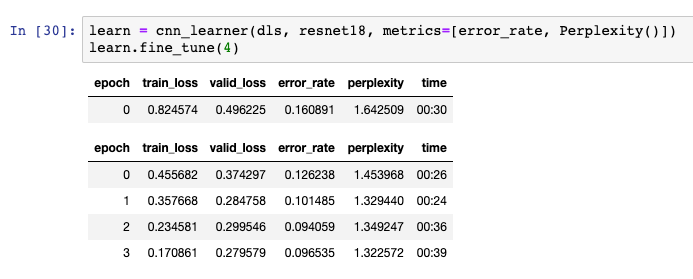 In [30]: learn = cnn_learner(dls, resnet18, metrics=[error_rate, Perplexity()])
learn.fine_tune(4)
epoch train_loss valid_loss error_rate perplexity time
0 0.824574 0.496225 0.160891 1.642509 00:30
epoch train_loss valid_loss error_rate perplexity time
0 0.455682 0.374297 0.126238 1.453968 00:26
1 0.357668 0.284758 0.101485 1.329440 00:24
2 0.234581 0.299546 0.094059 1.349247 00:36
3 0.170861 0.279579 0.096535 1.322572 00:39